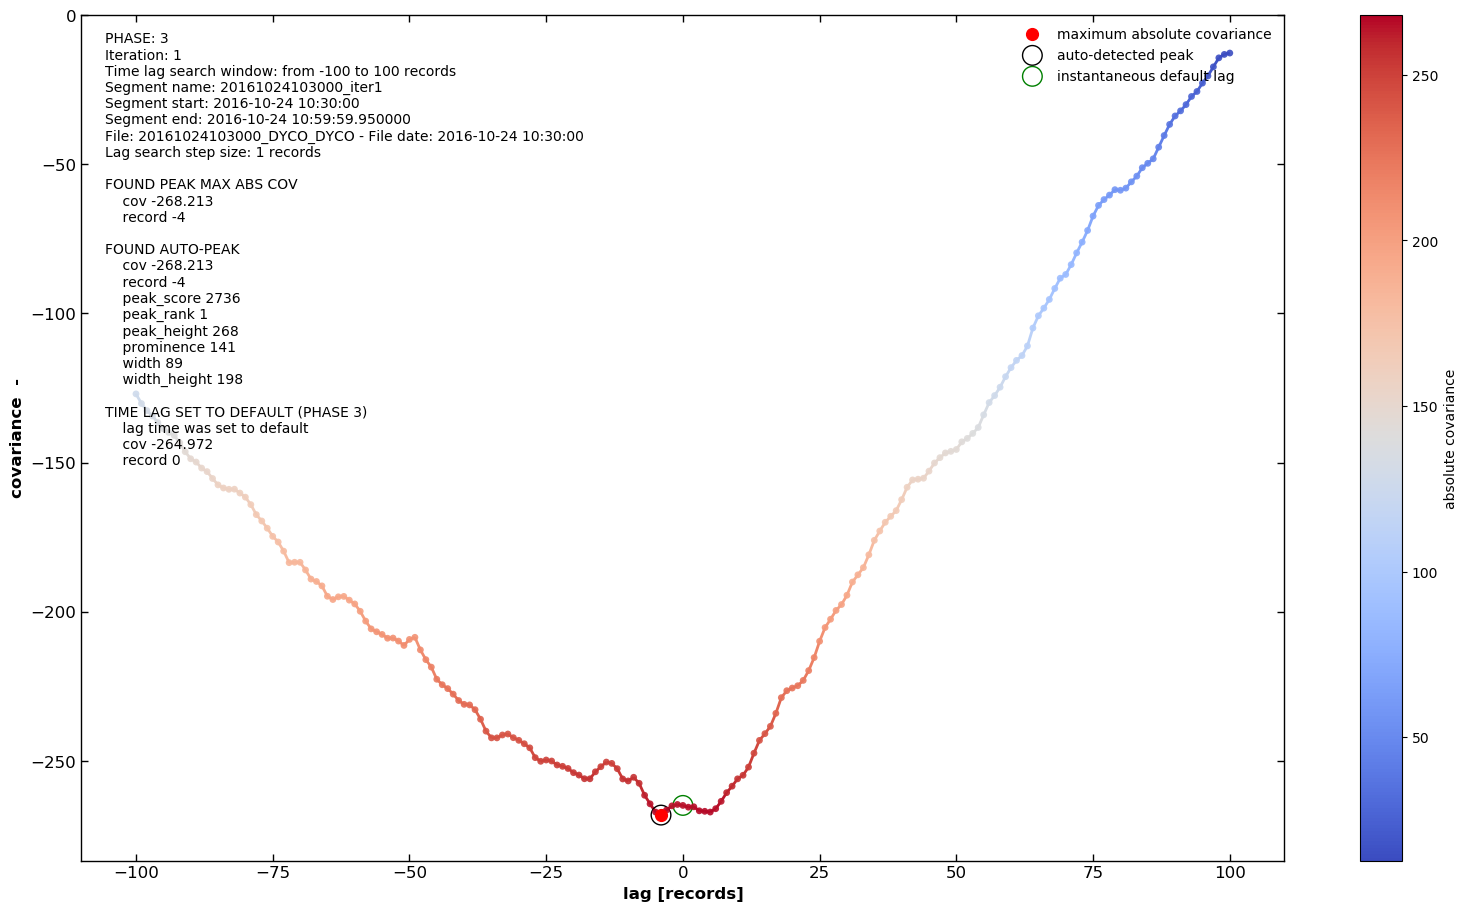 PHASE: 3
Iteration: 1
Time lag search window: from -100 to 100 records
Segment name: 20161024103000_iter1
Segment start: 2016-10-24 10:30:00
Segment end: 2016-10-24 10:59:59.950000
File: 20161024103000_DYCO_DYCO - File date: 2016-10-24 10:30:00
Lag search step size: 1 records
FOUND PEAK MAX ABS COV
cov -268.213
record -4
FOUND AUTO-PEAK
cov -268.213
record -4
peak_score 2736
peak_rank 1
peak_height 268
prominence 141
width 89
width_height 198
TIME LAG SET TO DEFAULT (PHASE 3)
lag time was set to default
cov -264.972
record 0
maximum absolute covariance
auto-detected peak
instantaneous default lag
0
−50
−100
−150
−200
−250
covariance -
−100 −75 −50 −25 0 25 50 75 100
lag [records]
250
200
150
100
50
absolute covariance